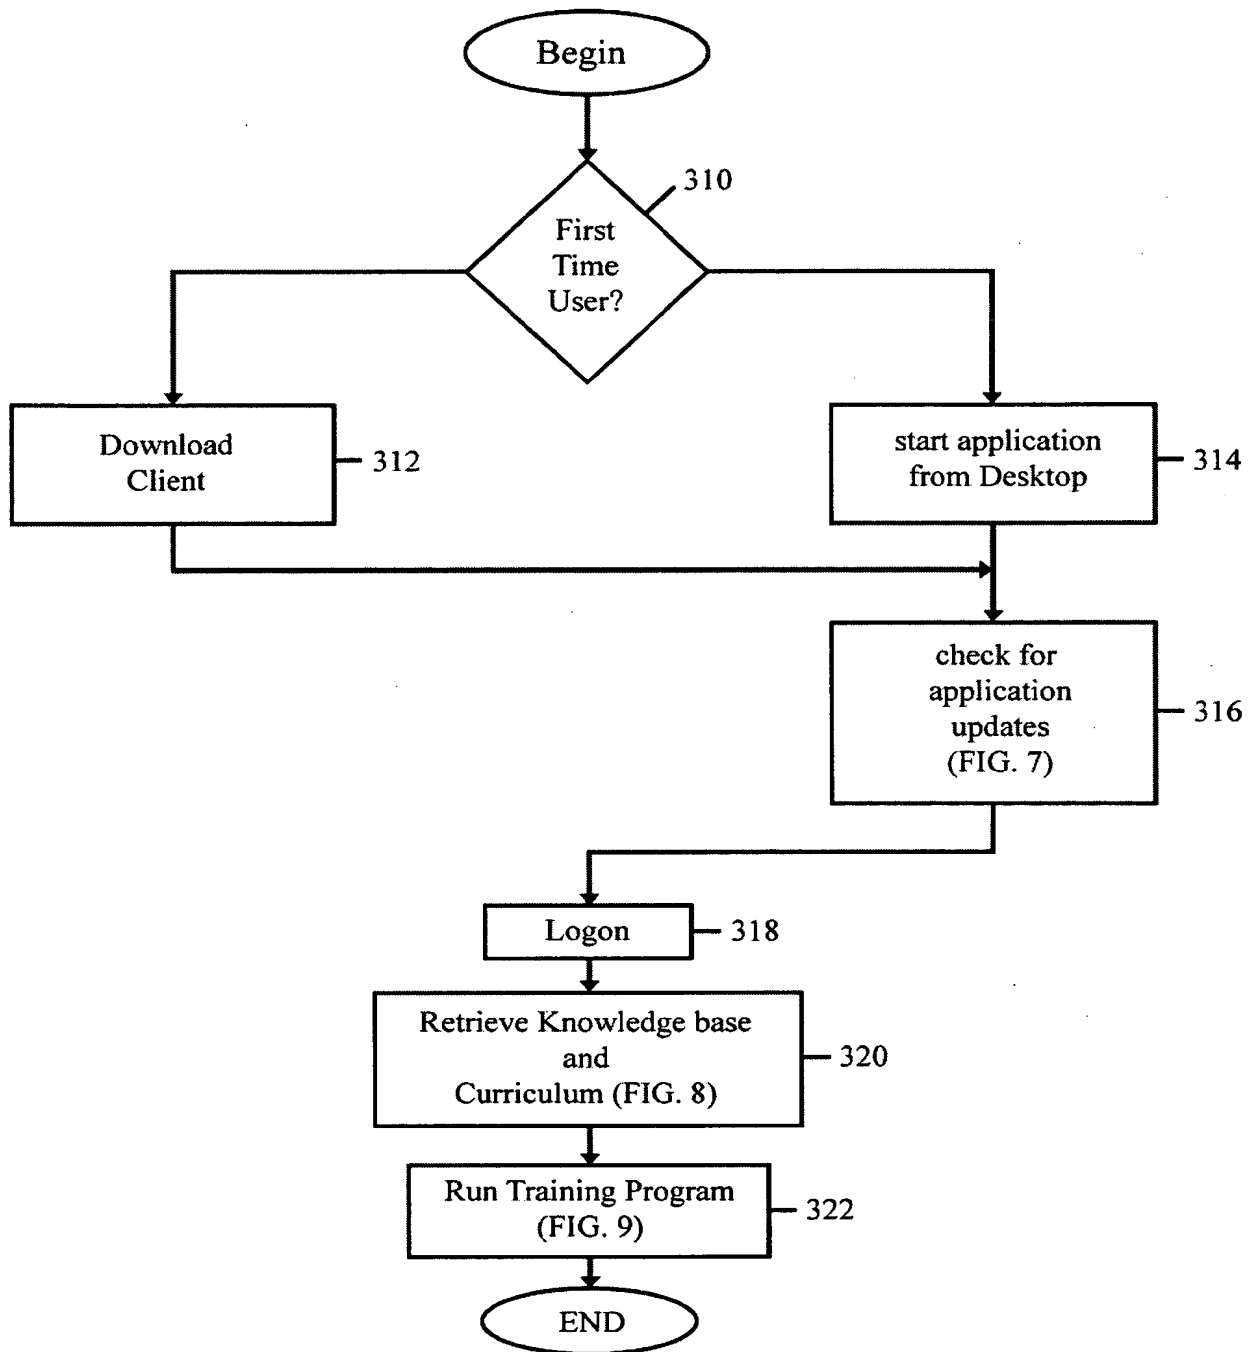 Begin
310
First
Time
User?
Download
Client
312
start application
from Desktop
314
check for
application
updates
(FIG. 7)
316
Logon
318
Retrieve Knowledge base
and
Curriculum (FIG. 8)
320
Run Training Program
(FIG. 9)
322
END